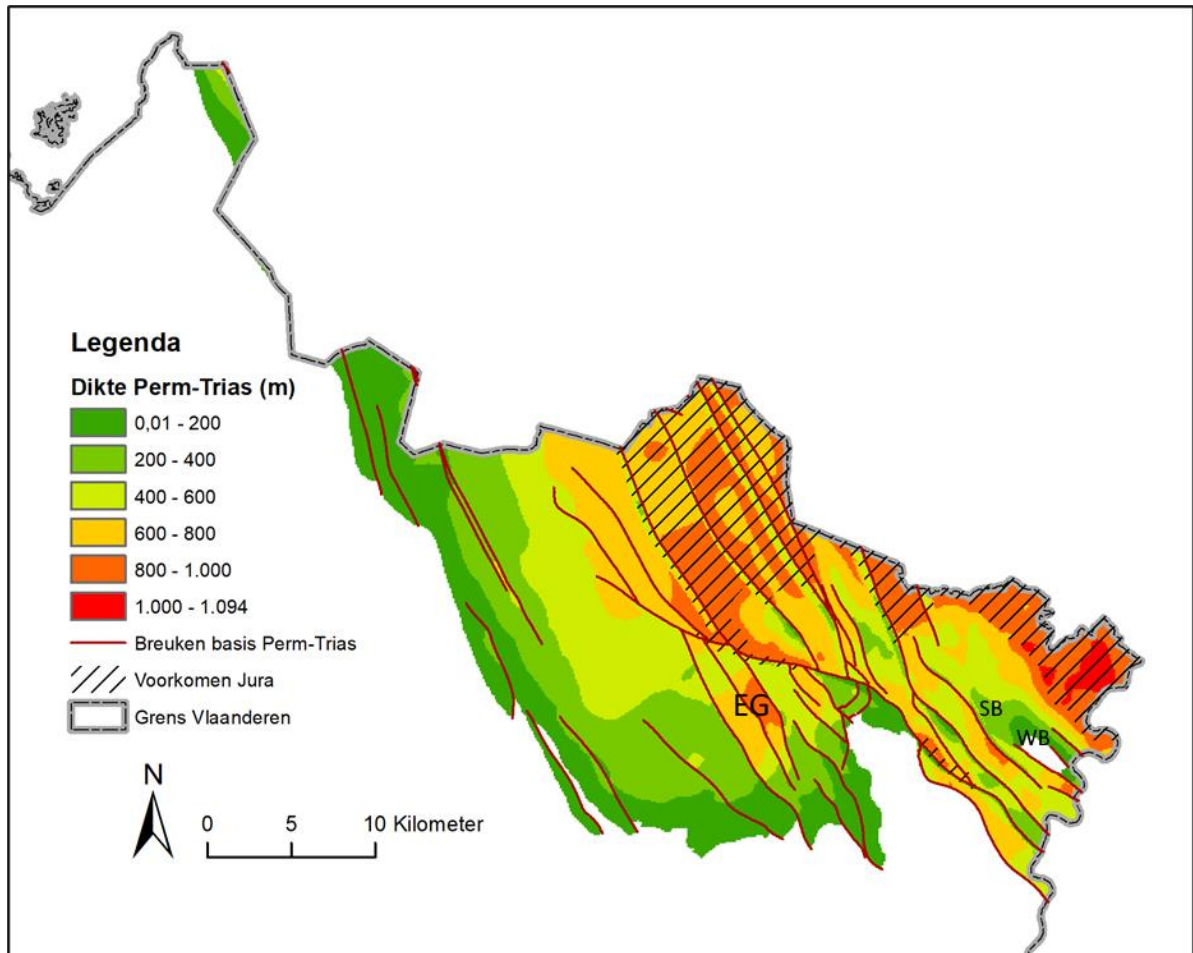 Legenda
Dikte Perm-Trias (m)
0,01 - 200
200 - 400
400 - 600
600 - 800
800 - 1.000
1.000 - 1.094
Breuken basis Perm-Trias
Voorkomen Jura
Grens Vlaanderen
N
0 5 10 Kilometer
EG
SB
WB